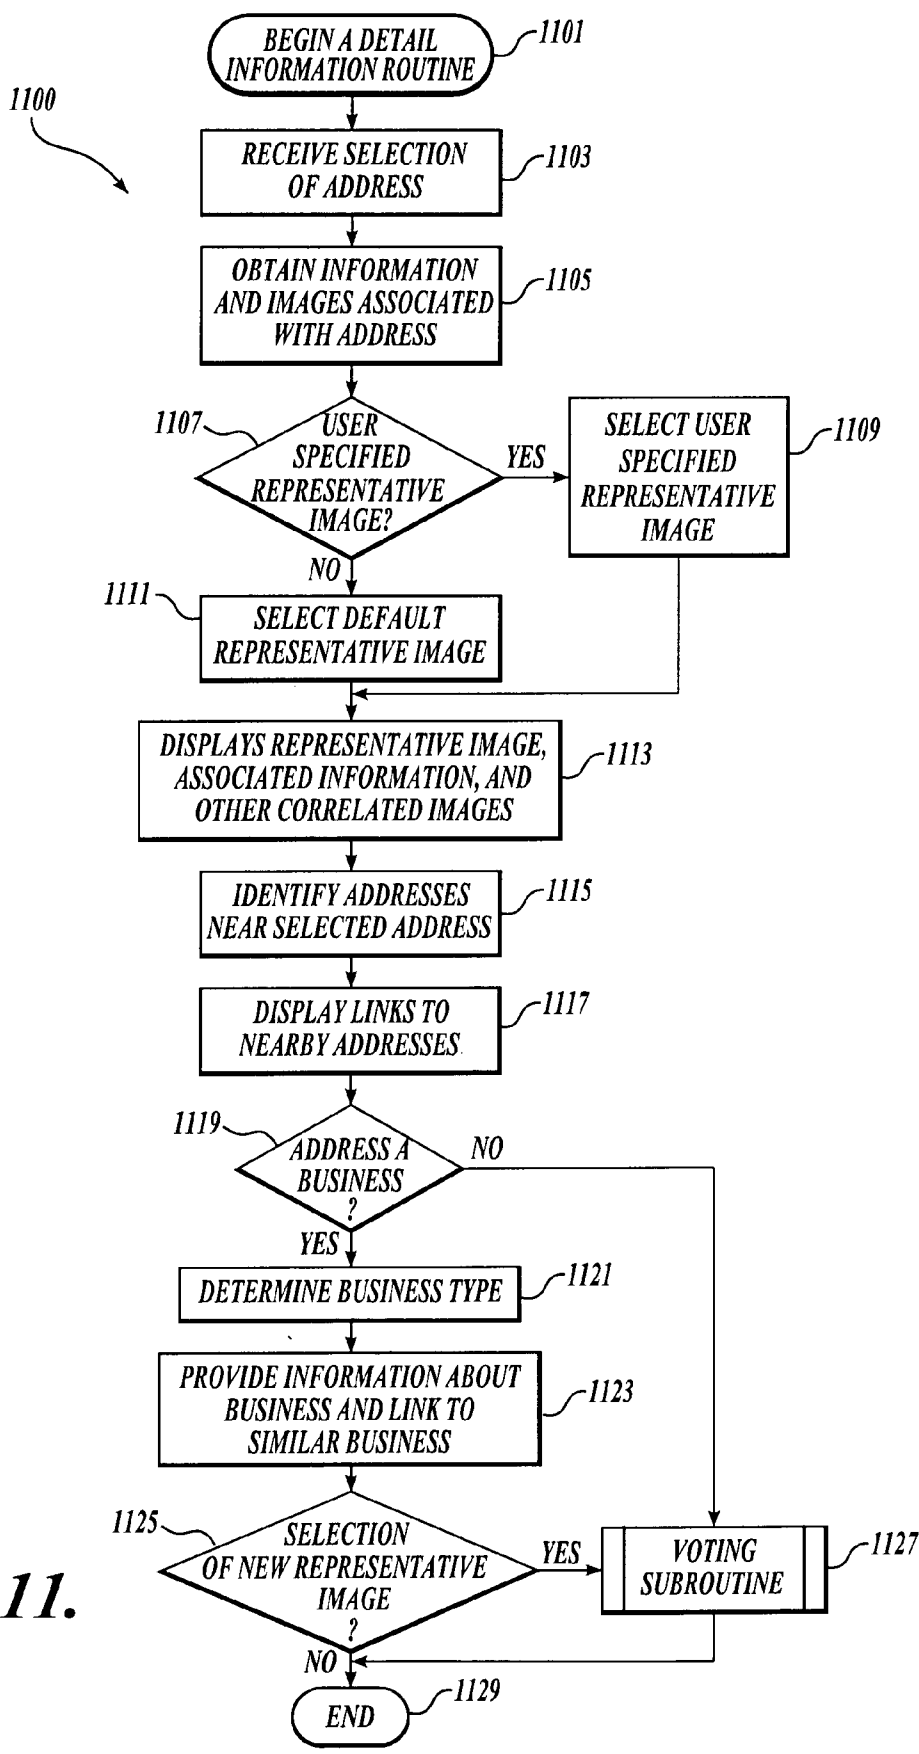 BEGIN A DETAIL
INFORMATION ROUTINE
1101
1100
RECEIVE SELECTION
OF ADDRESS
1103
OBTAIN INFORMATION
AND IMAGES ASSOCIATED
WITH ADDRESS
1105
1107
USER
SPECIFIED
REPRESENTATIVE
IMAGE?
YES
SELECT USER
SPECIFIED
REPRESENTATIVE
IMAGE
1109
NO
1111
SELECT DEFAULT
REPRESENTATIVE IMAGE
DISPLAYS REPRESENTATIVE IMAGE,
ASSOCIATED INFORMATION, AND
OTHER CORRELATED IMAGES
1113
IDENTIFY ADDRESSES
NEAR SELECTED ADDRESS
1115
DISPLAY LINKS TO
NEARBY ADDRESSES
1117
1119
ADDRESS A
BUSINESS
?
NO
YES
DETERMINE BUSINESS TYPE
1121
PROVIDE INFORMATION ABOUT
BUSINESS AND LINK TO
SIMILAR BUSINESS
1123
1125
SELECTION
OF NEW REPRESENTATIVE
IMAGE
?
YES
VOTING
SUBROUTINE
1127
11.
NO
END
1129